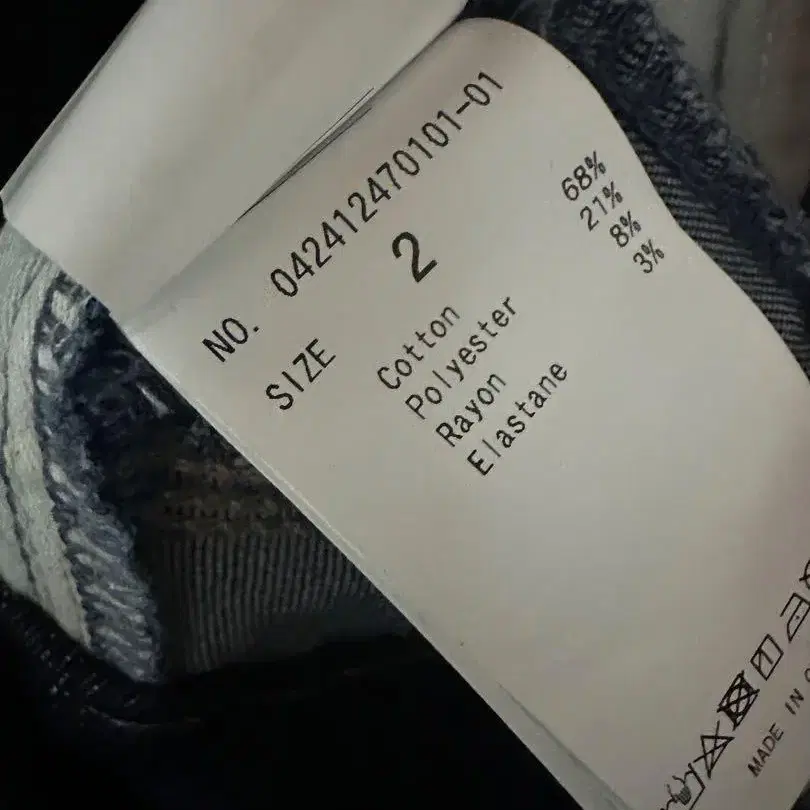 NO. 042412470101-01
SIZE 2
Cotton 68%
Polyester 21%
Rayon 8%
Elastane 3%
MADE IN